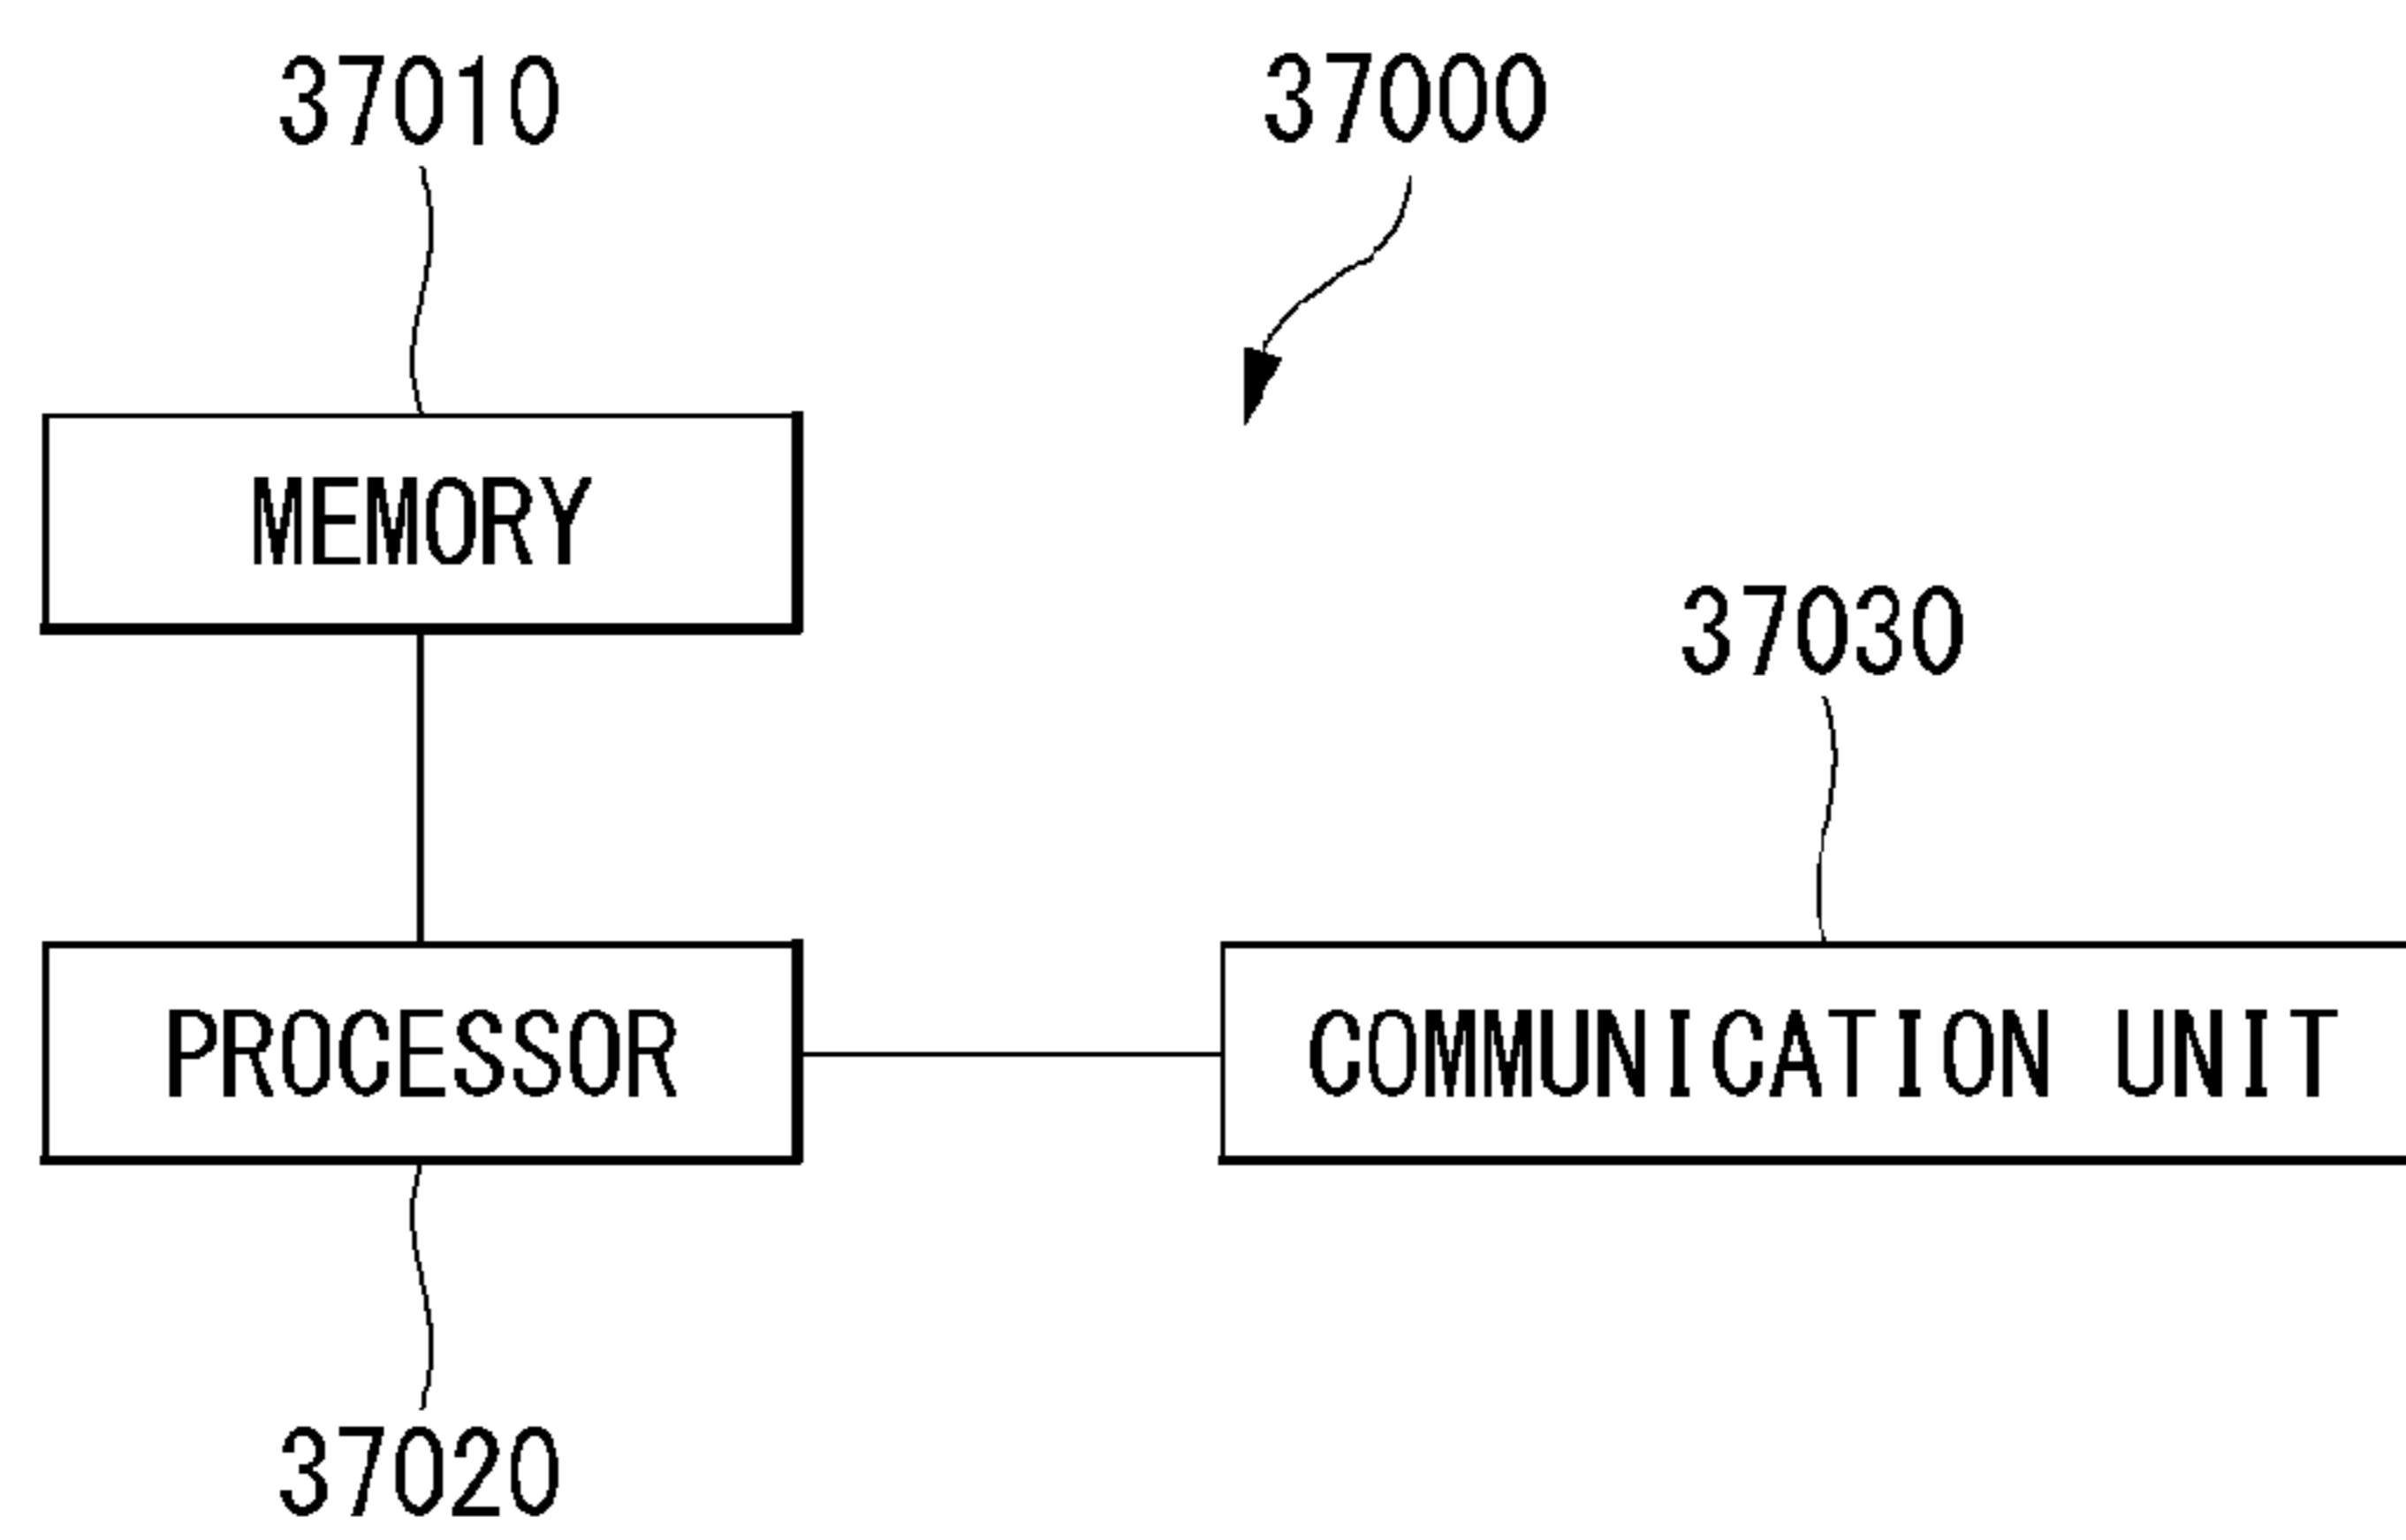 37010
37000
MEMORY
37030
PROCESSOR
COMMUNICATION UNIT
37020